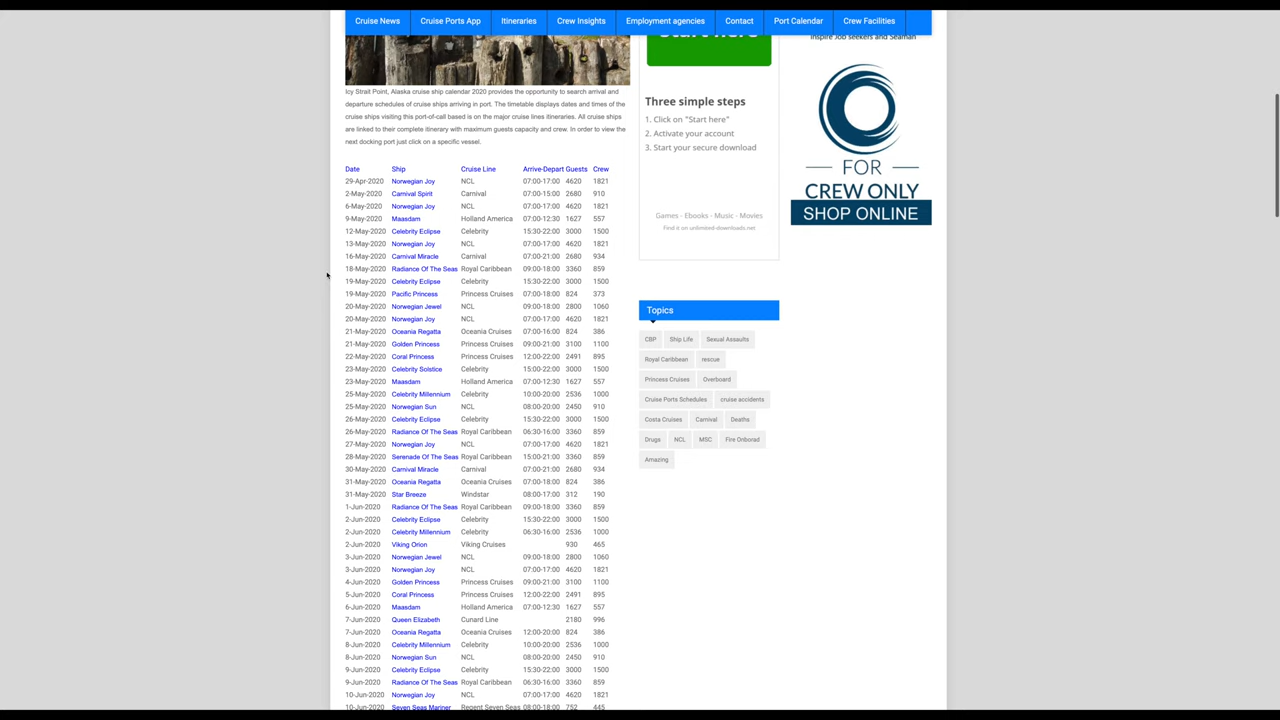 Cruise News Cruise Ports App Itineraries Crew Insights Employment agencies Contact Port Calendar Crew Facilities
Icy Strait Point, Alaska cruise ship calendar 2020 provides the opportunity to search arrival and
departure schedules of cruise ships arriving in port. The timetable displays dates and times of the
cruise ships visiting this port-of-call based is on the major cruise lines itineraries. All cruise ships
are linked to their complete itinerary with maximum guests capacity and crew. In order to view the
next docking port just click on a specific vessel.
Date Ship Cruise Line Arrive-Depart Guests Crew
29-Apr-2020 Norwegian Joy NCL 07:00-17:00 4620 1821
2-May-2020 Carnival Spirit Carnival 07:00-15:00 2680 910
6-May-2020 Norwegian Joy NCL 07:00-17:00 4620 1821
9-May-2020 Maasdam Holland America 07:00-12:30 1627 557
12-May-2020 Celebrity Eclipse Celebrity 15:30-22:00 3000 1500
13-May-2020 Norwegian Joy NCL 07:00-17:00 4620 1821
16-May-2020 Carnival Miracle Carnival 07:00-21:00 2680 934
18-May-2020 Radiance Of The Seas Royal Caribbean 09:00-18:00 3360 859
19-May-2020 Celebrity Eclipse Celebrity 15:30-22:00 3000 1500
19-May-2020 Pacific Princess Princess Cruises 07:00-18:00 824 373
20-May-2020 Norwegian Jewel NCL 09:00-18:00 2800 1060
20-May-2020 Norwegian Joy NCL 07:00-17:00 4620 1821
21-May-2020 Oceania Regatta Oceania Cruises 07:00-16:00 824 386
21-May-2020 Golden Princess Princess Cruises 09:00-21:00 3100 1100
22-May-2020 Coral Princess Princess Cruises 12:00-22:00 2491 895
23-May-2020 Celebrity Solstice Celebrity 15:00-22:00 3000 1500
23-May-2020 Maasdam Holland America 07:00-12:30 1627 557
25-May-2020 Celebrity Millennium Celebrity 10:00-20:00 2536 1000
25-May-2020 Norwegian Sun NCL 08:00-20:00 2450 910
26-May-2020 Celebrity Eclipse Celebrity 15:30-22:00 3000 1500
26-May-2020 Radiance Of The Seas Royal Caribbean 06:30-16:00 3360 859
27-May-2020 Norwegian Joy NCL 07:00-17:00 4620 1821
28-May-2020 Serenade Of The Seas Royal Caribbean 15:00-21:00 3360 859
30-May-2020 Carnival Miracle Carnival 07:00-21:00 2680 934
31-May-2020 Oceania Regatta Oceania Cruises 07:00-18:00 824 386
31-May-2020 Star Breeze Windstar 08:00-17:00 312 190
1-Jun-2020 Radiance Of The Seas Royal Caribbean 09:00-18:00 3360 859
2-Jun-2020 Celebrity Eclipse Celebrity 15:30-22:00 3000 1500
2-Jun-2020 Celebrity Millennium Celebrity 06:30-16:00 2536 1000
2-Jun-2020 Viking Orion Viking Cruises 930 465
3-Jun-2020 Norwegian Jewel NCL 09:00-18:00 2800 1060
3-Jun-2020 Norwegian Joy NCL 07:00-17:00 4620 1821
4-Jun-2020 Golden Princess Princess Cruises 09:00-21:00 3100 1100
5-Jun-2020 Coral Princess Princess Cruises 12:00-22:00 2491 895
6-Jun-2020 Maasdam Holland America 07:00-12:30 1627 557
7-Jun-2020 Queen Elizabeth Cunard Line 2180 996
7-Jun-2020 Oceania Regatta Oceania Cruises 12:00-20:00 824 386
8-Jun-2020 Celebrity Millennium Celebrity 10:00-20:00 2536 1000
8-Jun-2020 Norwegian Sun NCL 08:00-20:00 2450 910
9-Jun-2020 Celebrity Eclipse Celebrity 15:30-22:00 3000 1500
9-Jun-2020 Radiance Of The Seas Royal Caribbean 06:30-16:00 3360 859
10-Jun-2020 Norwegian Joy NCL 07:00-17:00 4620 1821
10-Jun-2020 Seven Seas Mariner Regent Seven Seas 08:00-18:00 752 445
Start here
Three simple steps
1. Click on "Start here"
2. Activate your account
3. Start your secure download
Games - Ebooks - Music - Movies
Find it on unlimited-downloads.net
Topics
CBP Ship Life Sexual Assaults
Royal Caribbean rescue
Princess Cruises Overboard
Cruise Ports Schedules cruise accidents
Costa Cruises Carnival Deaths
Drugs NCL MSC Fire Onborad
Amazing
Inspire Job seekers and Seaman
FOR
CREW ONLY
SHOP ONLINE